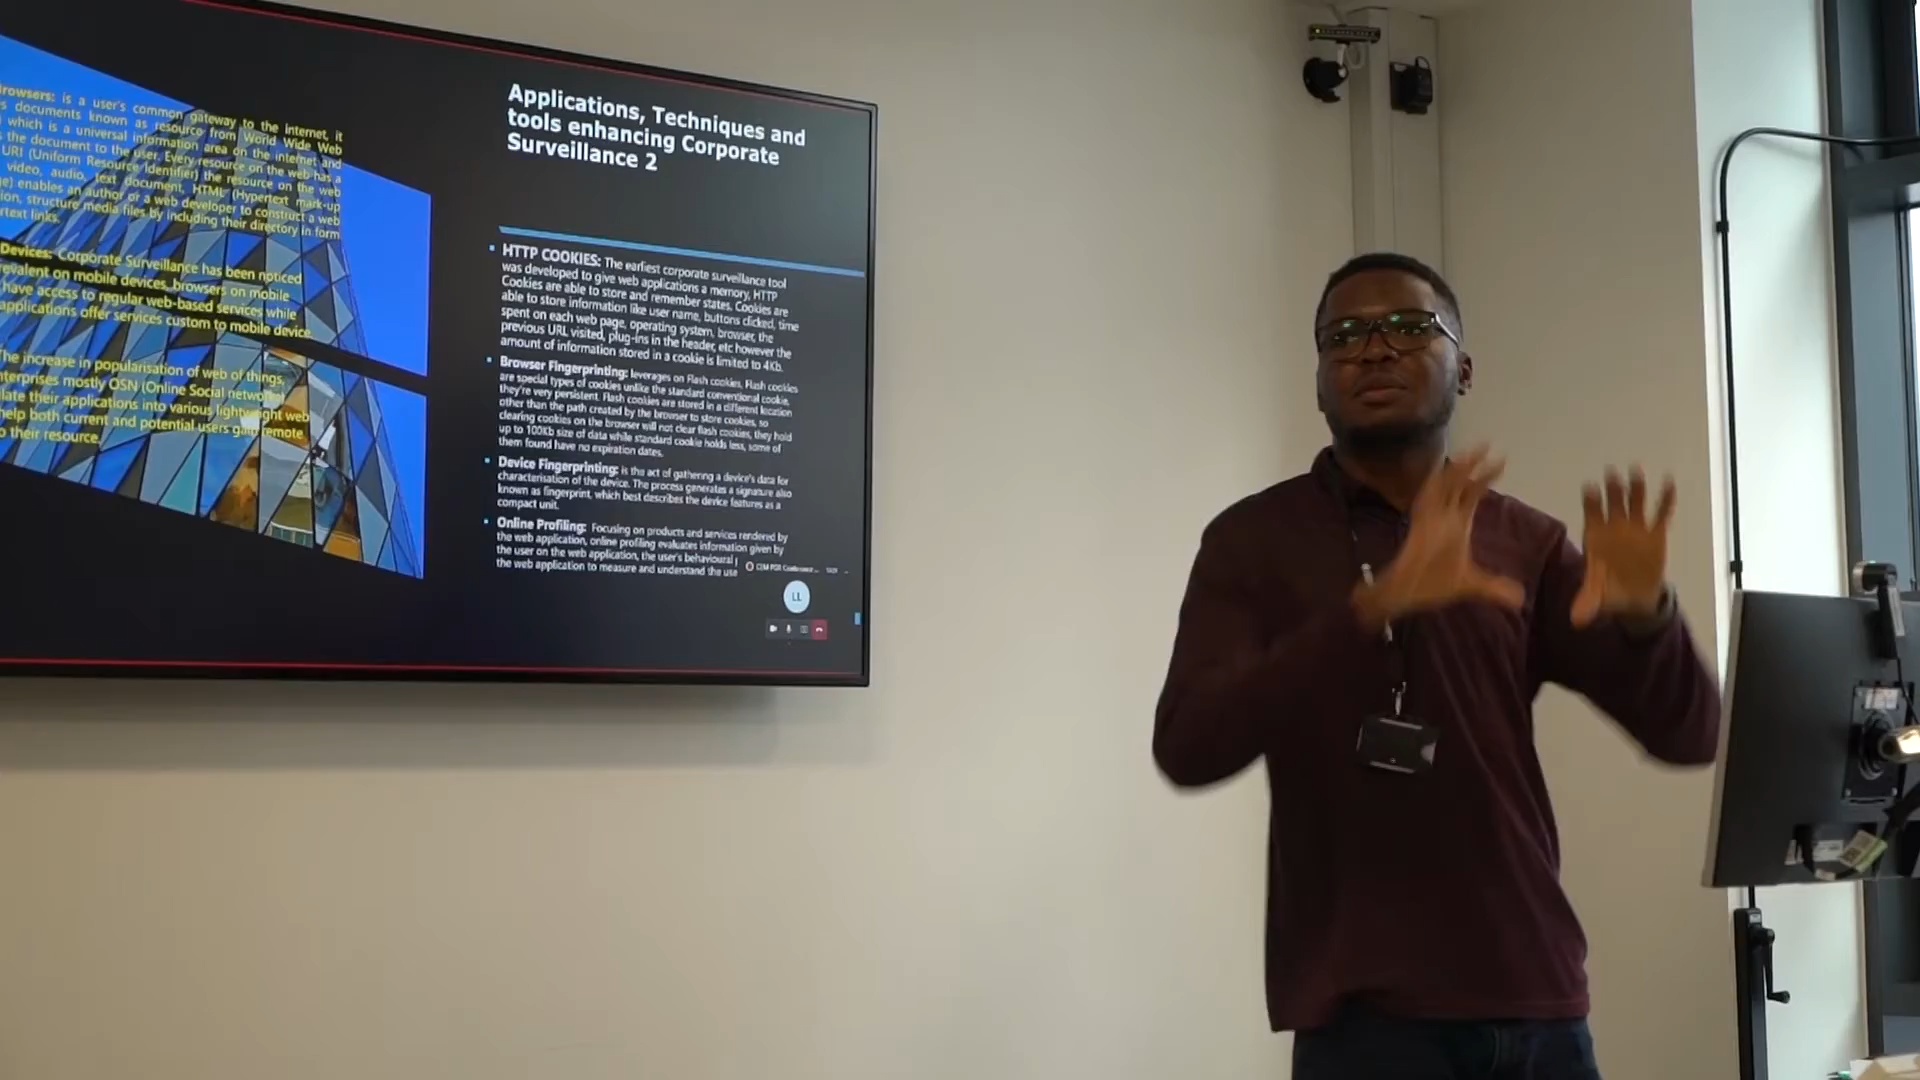 rowsers: is a user's common gateway to the internet, it
s documents known as resource from World Wide Web
which is a universal information area on the internet and
s the document to the user. Every resource on the web has a
URI (Uniform Resource Identifier) the resource on the web
video, audio, text document, HTML (Hypertext mark-up
ge) enables an author or a web developer to construct a web
ion, structure media files by including their directory in form
rtext links.
Devices: Corporate Surveillance has been noticed
revalent on mobile devices, browsers on mobile
have access to regular web-based services while
applications offer services custom to mobile device.
he increase in popularisation of web of things,
nterprises mostly OSN (Online Social network)
late their applications into various lightweight web
help both current and potential users gain remote
o their resource.
Applications, Techniques and
tools enhancing Corporate
Surveillance 2
HTTP COOKIES: The earliest corporate surveillance tool
was developed to give web applications a memory, HTTP
Cookies are able to store and remember states. Cookies are
able to store information like user name, buttons clicked, time
spent on each web page, operating system, browser, the
previous URL visited, plug-ins in the header, etc however the
amount of information stored in a cookie is limited to 4Kb.
Browser Fingerprinting: leverages on Flash cookies, Flash cookies
are special types of cookies unlike the standard conventional cookie,
they're very persistent. Flash cookies are stored in a different location
other than the path created by the browser to store cookies, so
clearing cookies on the browser will not clear flash cookies, they hold
up to 100Kb size of data while standard cookie holds less, some of
them found have no expiration dates.
Device Fingerprinting: is the act of gathering a device's data for
characterisation of the device. The process generates a signature also
known as fingerprint, which best describes the device features as a
compact unit.
Online Profiling: Focusing on products and services rendered by
the web application, online profiling evaluates information given by
the user on the web application, the user's behavioural
the web application to measure and understand the use
CEM PGR Conference ...
LL